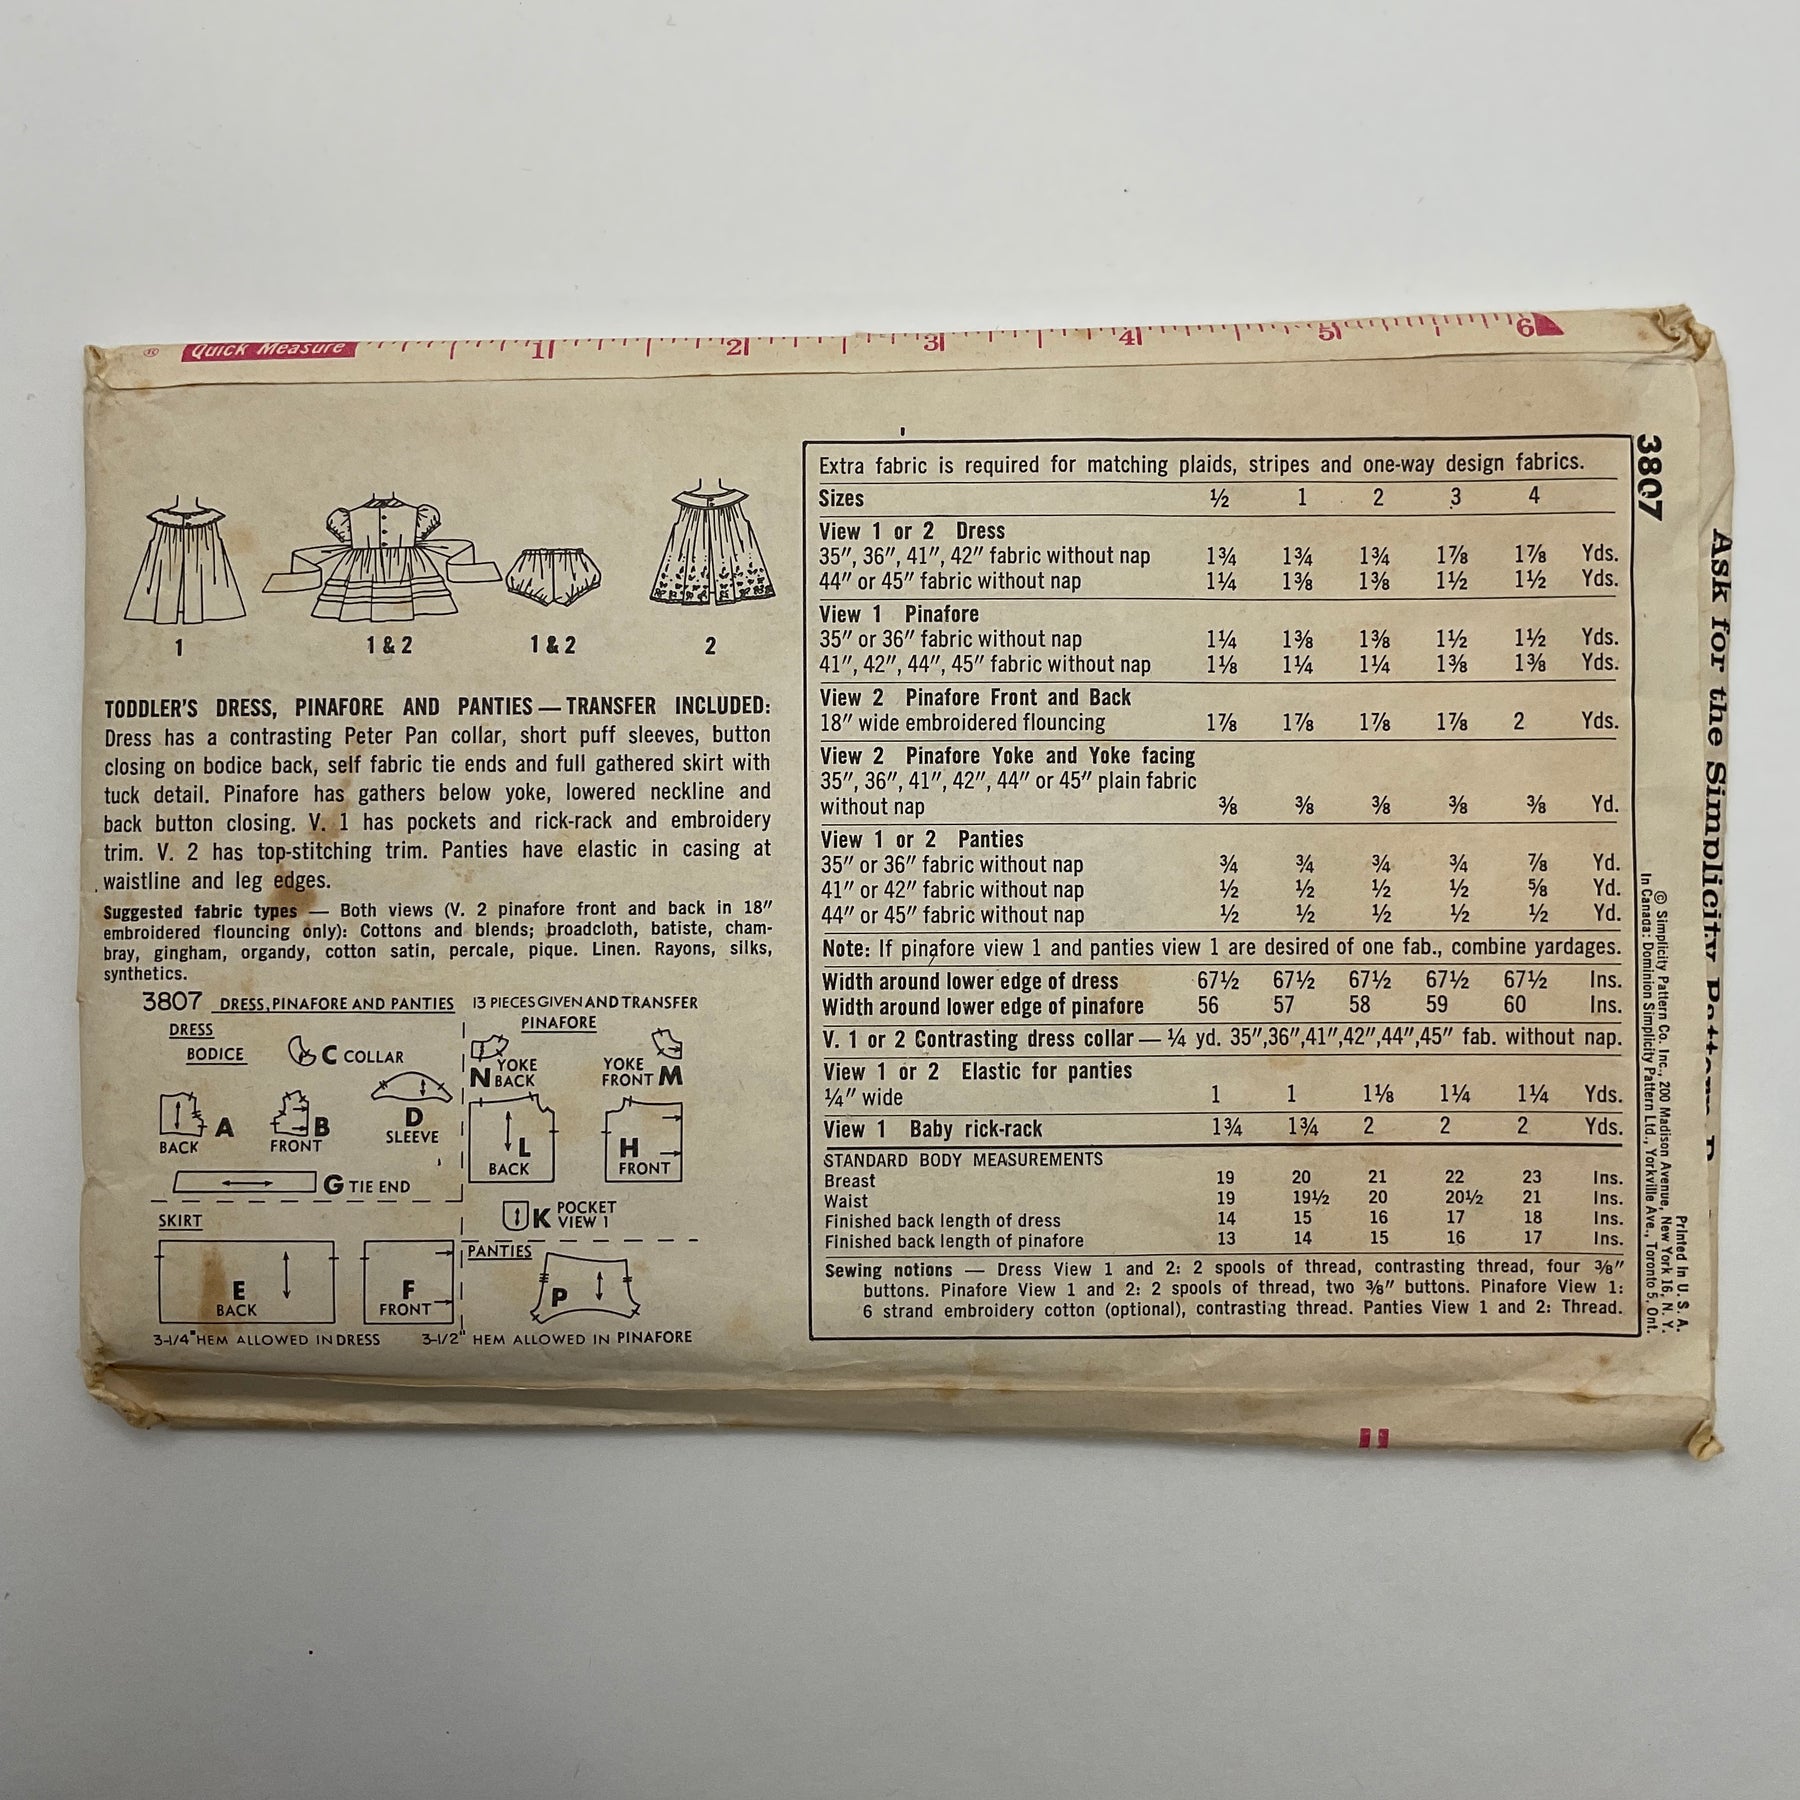 ® Quick Measure 1 2 3 4 5 6
1
1 & 2
1 & 2
2
TODDLER'S DRESS, PINAFORE AND PANTIES — TRANSFER INCLUDED:
Dress has a contrasting Peter Pan collar, short puff sleeves, button
closing on bodice back, self fabric tie ends and full gathered skirt with
tuck detail. Pinafore has gathers below yoke, lowered neckline and
back button closing. V. 1 has pockets and rick-rack and embroidery
trim. V. 2 has top-stitching trim. Panties have elastic in casing at
waistline and leg edges.
Suggested fabric types — Both views (V. 2 pinafore front and back in 18"
embroidered flouncing only): Cottons and blends; broadcloth, batiste, cham-
bray, gingham, organdy, cotton satin, percale, pique. Linen. Rayons, silks,
synthetics.
3807 DRESS, PINAFORE AND PANTIES 13 PIECES GIVEN AND TRANSFER
DRESS
BODICE
C COLLAR
A
BACK
B
FRONT
D
SLEEVE
G TIE END
SKIRT
E
BACK
F
FRONT
3-1/4" HEM ALLOWED IN DRESS
PINAFORE
N YOKE
BACK
YOKE
FRONT M
L
BACK
H
FRONT
K POCKET
VIEW 1
PANTIES
P
3-1/2" HEM ALLOWED IN PINAFORE
Extra fabric is required for matching plaids, stripes and one-way design fabrics.
Sizes ½ 1 2 3 4
View 1 or 2 Dress
35", 36", 41", 42" fabric without nap 1¾ 1¾ 1¾ 1⅞ 1⅞ Yds.
44" or 45" fabric without nap 1¼ 1⅜ 1⅜ 1½ 1½ Yds.
View 1 Pinafore
35" or 36" fabric without nap 1¼ 1⅜ 1⅜ 1½ 1½ Yds.
41", 42", 44", 45" fabric without nap 1⅛ 1¼ 1¼ 1⅜ 1⅜ Yds.
View 2 Pinafore Front and Back
18" wide embroidered flouncing 1⅞ 1⅞ 1⅞ 1⅞ 2 Yds.
View 2 Pinafore Yoke and Yoke facing
35", 36", 41", 42", 44" or 45" plain fabric
without nap ⅜ ⅜ ⅜ ⅜ ⅜ Yd.
View 1 or 2 Panties
35" or 36" fabric without nap ¾ ¾ ¾ ¾ ⅞ Yd.
41" or 42" fabric without nap ½ ½ ½ ½ ⅝ Yd.
44" or 45" fabric without nap ½ ½ ½ ½ ½ Yd.
Note: If pinafore view 1 and panties view 1 are desired of one fab., combine yardages.
Width around lower edge of dress 67½ 67½ 67½ 67½ 67½ Ins.
Width around lower edge of pinafore 56 57 58 59 60 Ins.
V. 1 or 2 Contrasting dress collar — ¼ yd. 35",36",41",42",44",45" fab. without nap.
View 1 or 2 Elastic for panties
¼" wide 1 1 1⅛ 1¼ 1¼ Yds.
View 1 Baby rick-rack 1¾ 1¾ 2 2 2 Yds.
STANDARD BODY MEASUREMENTS
Breast 19 20 21 22 23 Ins.
Waist 19 19½ 20 20½ 21 Ins.
Finished back length of dress 14 15 16 17 18 Ins.
Finished back length of pinafore 13 14 15 16 17 Ins.
Sewing notions — Dress View 1 and 2: 2 spools of thread, contrasting thread, four ⅜"
buttons. Pinafore View 1 and 2: 2 spools of thread, two ⅜" buttons. Pinafore View 1:
6 strand embroidery cotton (optional), contrasting thread. Panties View 1 and 2: Thread.
3807
© Simplicity Pattern Co. Inc., 200 Madison Avenue, New York 16, N. Y.
In Canada: Dominion Simplicity Pattern Ltd., Yorkville Ave., Toronto 5, Ont.
Printed in U. S. A.
Ask for the Simplicity